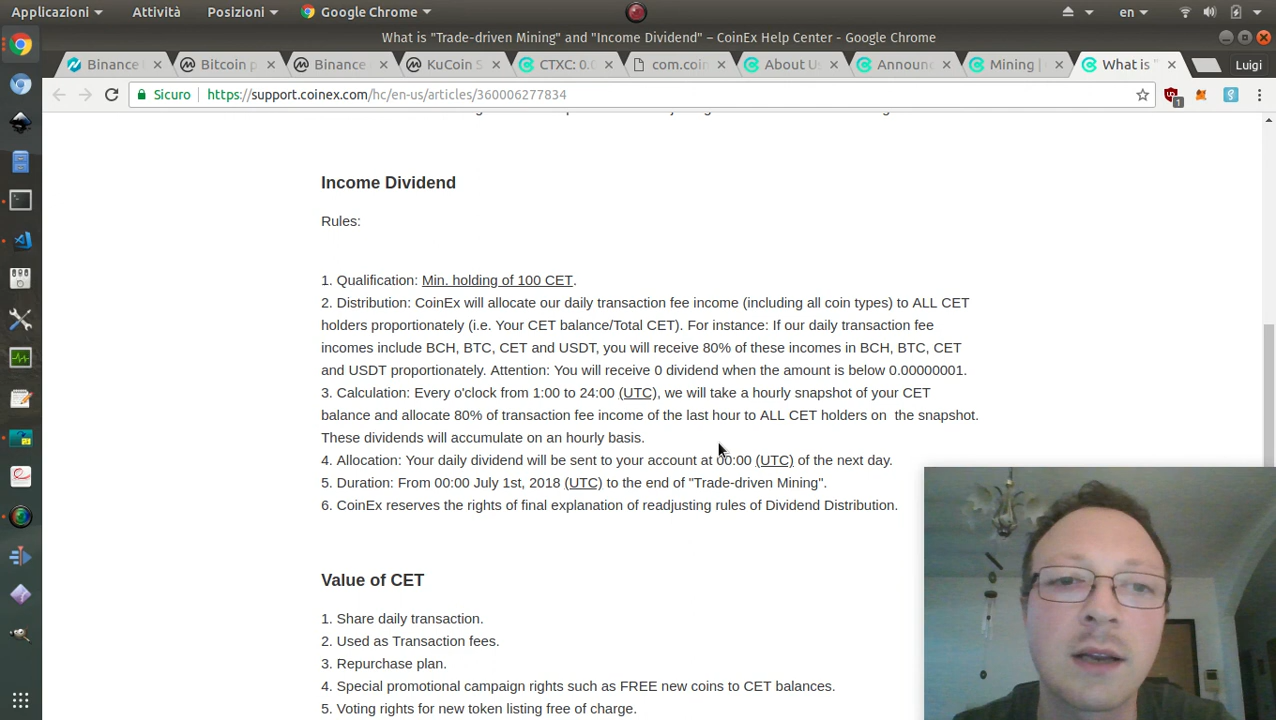 Applicazioni
Attività
Posizioni
Google Chrome
en
What is "Trade-driven Mining" and "Income Dividend" – CoinEx Help Center - Google Chrome
Binance
Bitcoin p
Binance
KuCoin S
CTXC: 0.
com.coin
About U
Announ
Mining |
What is "
Luigi
Sicuro
https://support.coinex.com/hc/en-us/articles/360006277834
1
Income Dividend
Rules:
1. Qualification: Min. holding of 100 CET.
2. Distribution: CoinEx will allocate our daily transaction fee income (including all coin types) to ALL CET
holders proportionately (i.e. Your CET balance/Total CET). For instance: If our daily transaction fee
incomes include BCH, BTC, CET and USDT, you will receive 80% of these incomes in BCH, BTC, CET
and USDT proportionately. Attention: You will receive 0 dividend when the amount is below 0.00000001.
3. Calculation: Every o'clock from 1:00 to 24:00 (UTC), we will take a hourly snapshot of your CET
balance and allocate 80% of transaction fee income of the last hour to ALL CET holders on the snapshot.
These dividends will accumulate on an hourly basis.
4. Allocation: Your daily dividend will be sent to your account at 00:00 (UTC) of the next day.
5. Duration: From 00:00 July 1st, 2018 (UTC) to the end of "Trade-driven Mining".
6. CoinEx reserves the rights of final explanation of readjusting rules of Dividend Distribution.
Value of CET
1. Share daily transaction.
2. Used as Transaction fees.
3. Repurchase plan.
4. Special promotional campaign rights such as FREE new coins to CET balances.
5. Voting rights for new token listing free of charge.